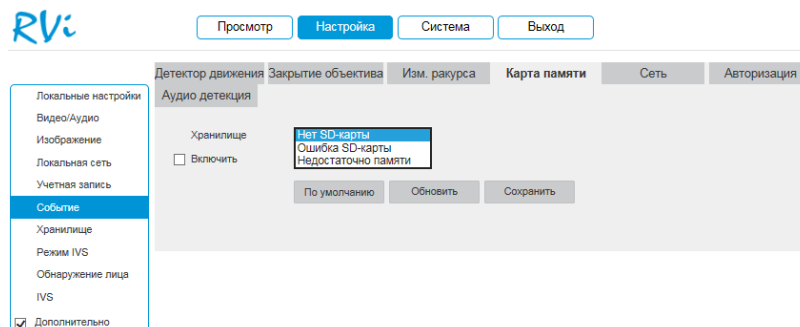 RVi
Просмотр Настройка Система Выход
Детектор движения Закрытие объектива Изм. ракурса Карта памяти Сеть Авторизация
Аудио детекция
Локальные настройки
Видео/Аудио
Изображение
Локальная сеть
Учетная запись
Событие
Хранилище
Режим IVS
Обнаружение лица
IVS
Дополнительно
Хранилище
Нет SD-карты
Ошибка SD-карты
Недостаточно памяти
Включить
По умолчанию Обновить Сохранить